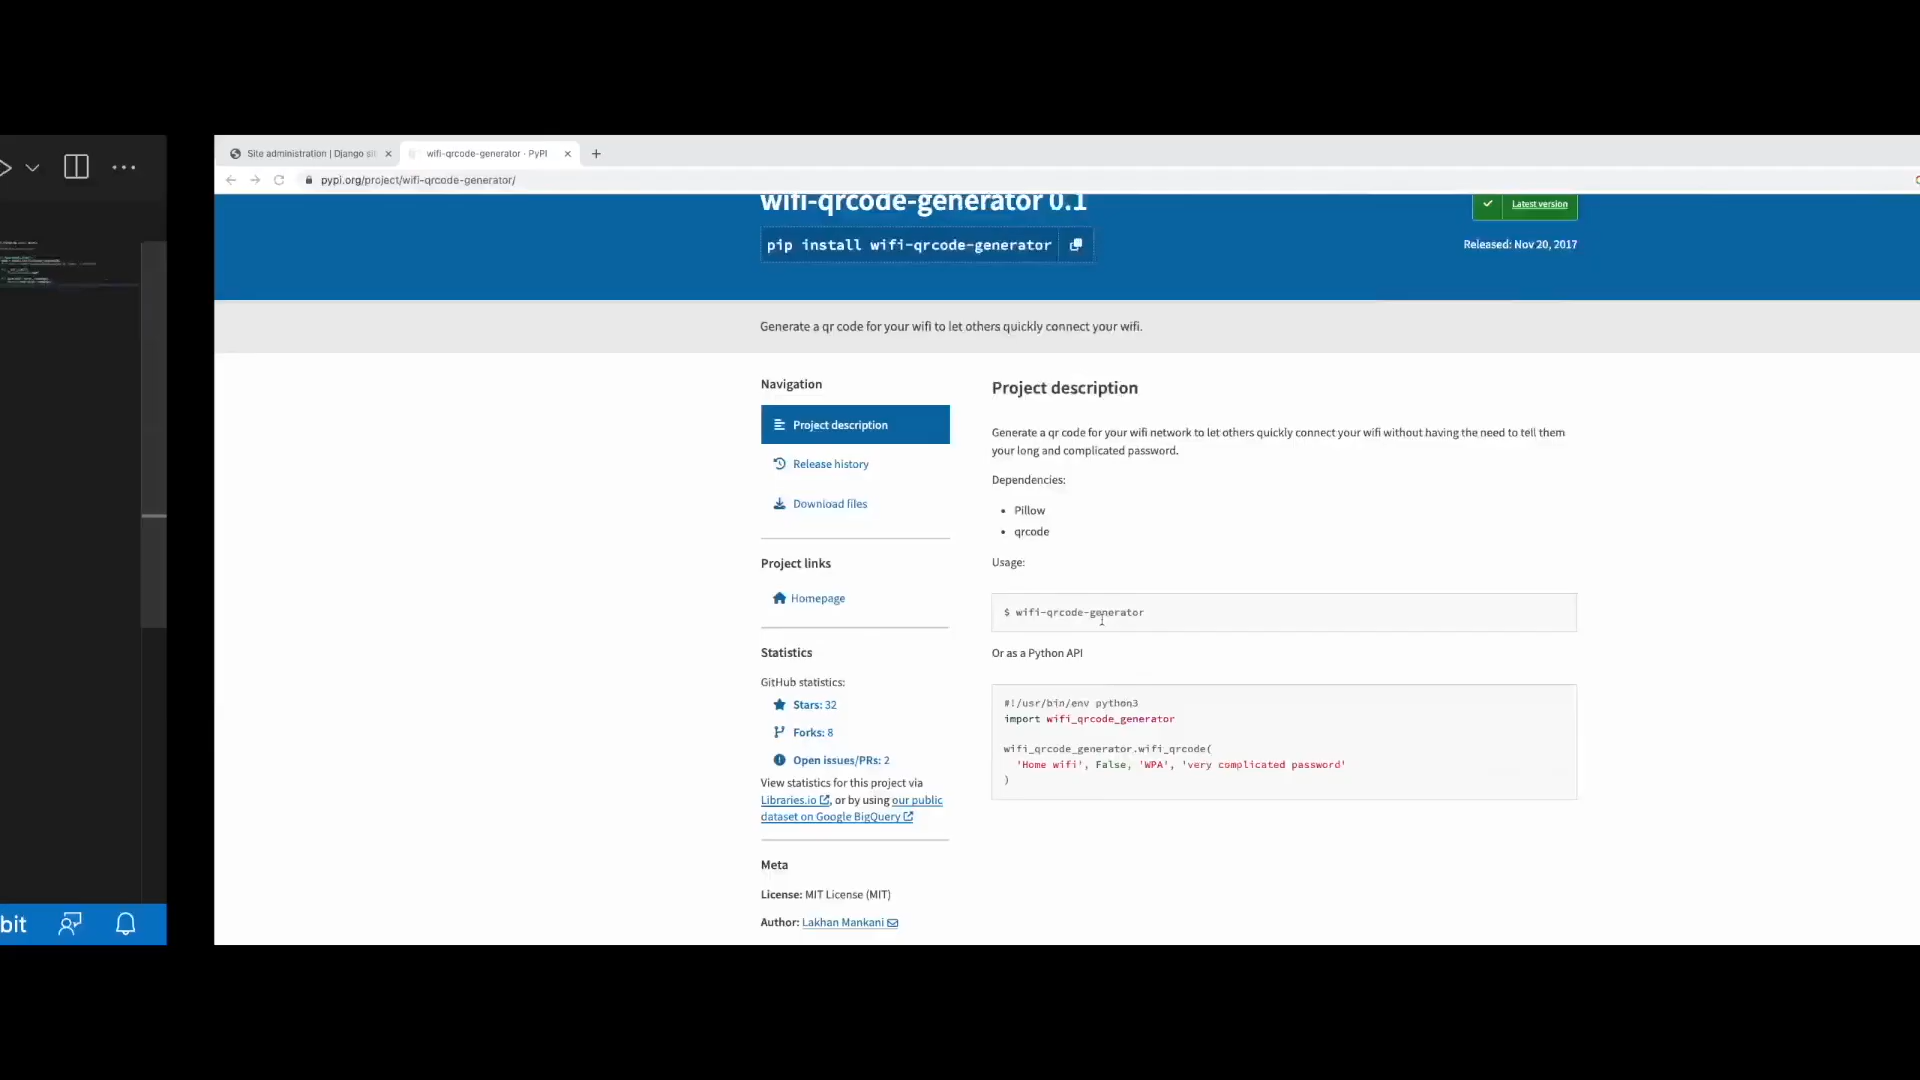 Site administration | Django si
wifi-qrcode-generator · PyPI
pypi.org/project/wifi-qrcode-generator/
wifi-qrcode-generator 0.1
Latest version
pip install wifi-qrcode-generator
Released: Nov 20, 2017
Generate a qr code for your wifi to let others quickly connect your wifi.
Navigation
Project description
Release history
Download files
Project links
Homepage
Statistics
GitHub statistics:
Stars: 32
Forks: 8
Open issues/PRs: 2
View statistics for this project via
Libraries.io, or by using our public
dataset on Google BigQuery
Meta
License: MIT License (MIT)
Author: Lakhan Mankani
Project description
Generate a qr code for your wifi network to let others quickly connect your wifi without having the need to tell them
your long and complicated password.
Dependencies:
• Pillow
• qrcode
Usage:
$ wifi-qrcode-generator
Or as a Python API
#!/usr/bin/env python3
import wifi_qrcode_generator
wifi_qrcode_generator.wifi_qrcode(
'Home wifi', False, 'WPA', 'very complicated password'
)
bit